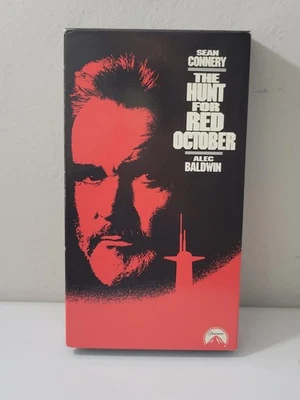 SEAN
CONNERY
THE
HUNT
FOR
RED
OCTOBER
ALEC
BALDWIN